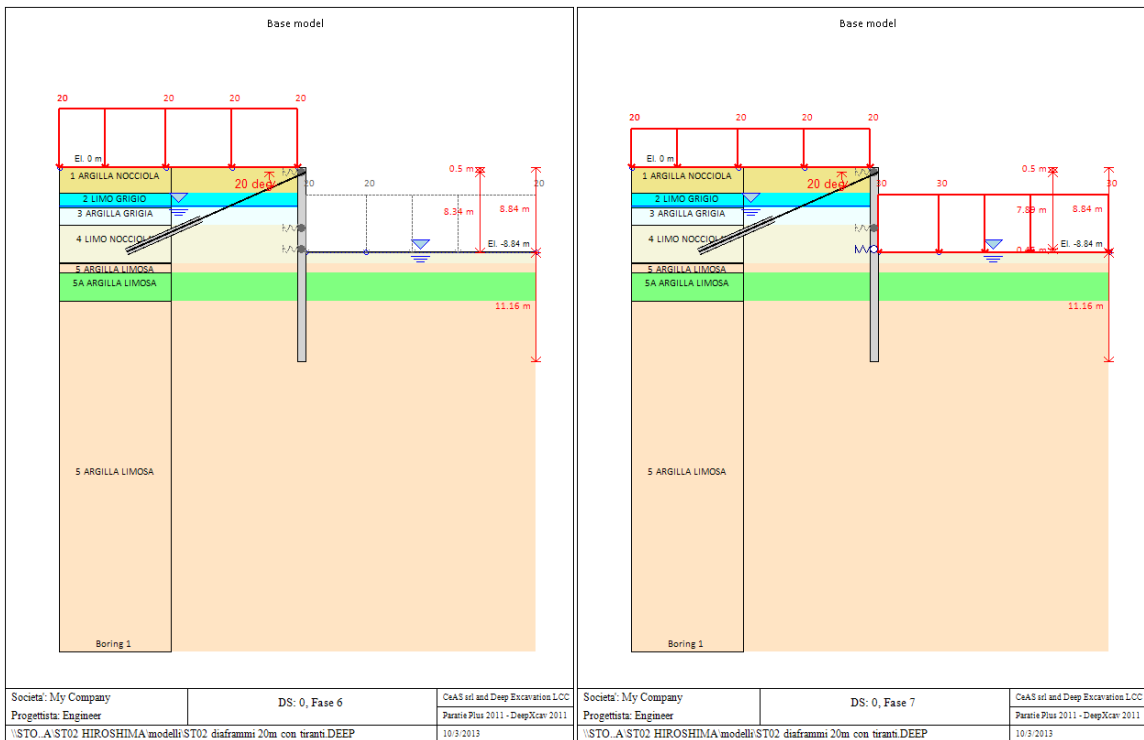 Base model
20
20
20
20
El. 0 m
0.5 m
1 ARGILLA NOCCIOLA
20 deg
20
20
20
2 LIMO GRIGIO
3 ARGILLA GRIGIA
8.34 m
8.84 m
4 LIMO NOCCIOLA
El. -8.84 m
5 ARGILLA LIMOSA
5A ARGILLA LIMOSA
11.16 m
5 ARGILLA LIMOSA
Boring 1
Societa': My Company
Progettista: Engineer
DS: 0, Fase 6
CeAS srl and Deep Excavation LCC
Paratie Plus 2011 - DeepXcav 2011
\\STO..A\ST02 HIROSHIMA\modelli\ST02 diaframmi 20m con tiranti.DEEP
10/3/2013
Base model
20
20
20
20
El. 0 m
0.5 m
1 ARGILLA NOCCIOLA
20 deg
30
30
30
2 LIMO GRIGIO
3 ARGILLA GRIGIA
7.89 m
8.84 m
4 LIMO NOCCIOLA
El. -8.84 m
5 ARGILLA LIMOSA
5A ARGILLA LIMOSA
11.16 m
5 ARGILLA LIMOSA
Boring 1
Societa': My Company
Progettista: Engineer
DS: 0, Fase 7
CeAS srl and Deep Excavation LCC
Paratie Plus 2011 - DeepXcav 2011
\\STO..A\ST02 HIROSHIMA\modelli\ST02 diaframmi 20m con tiranti.DEEP
10/3/2013